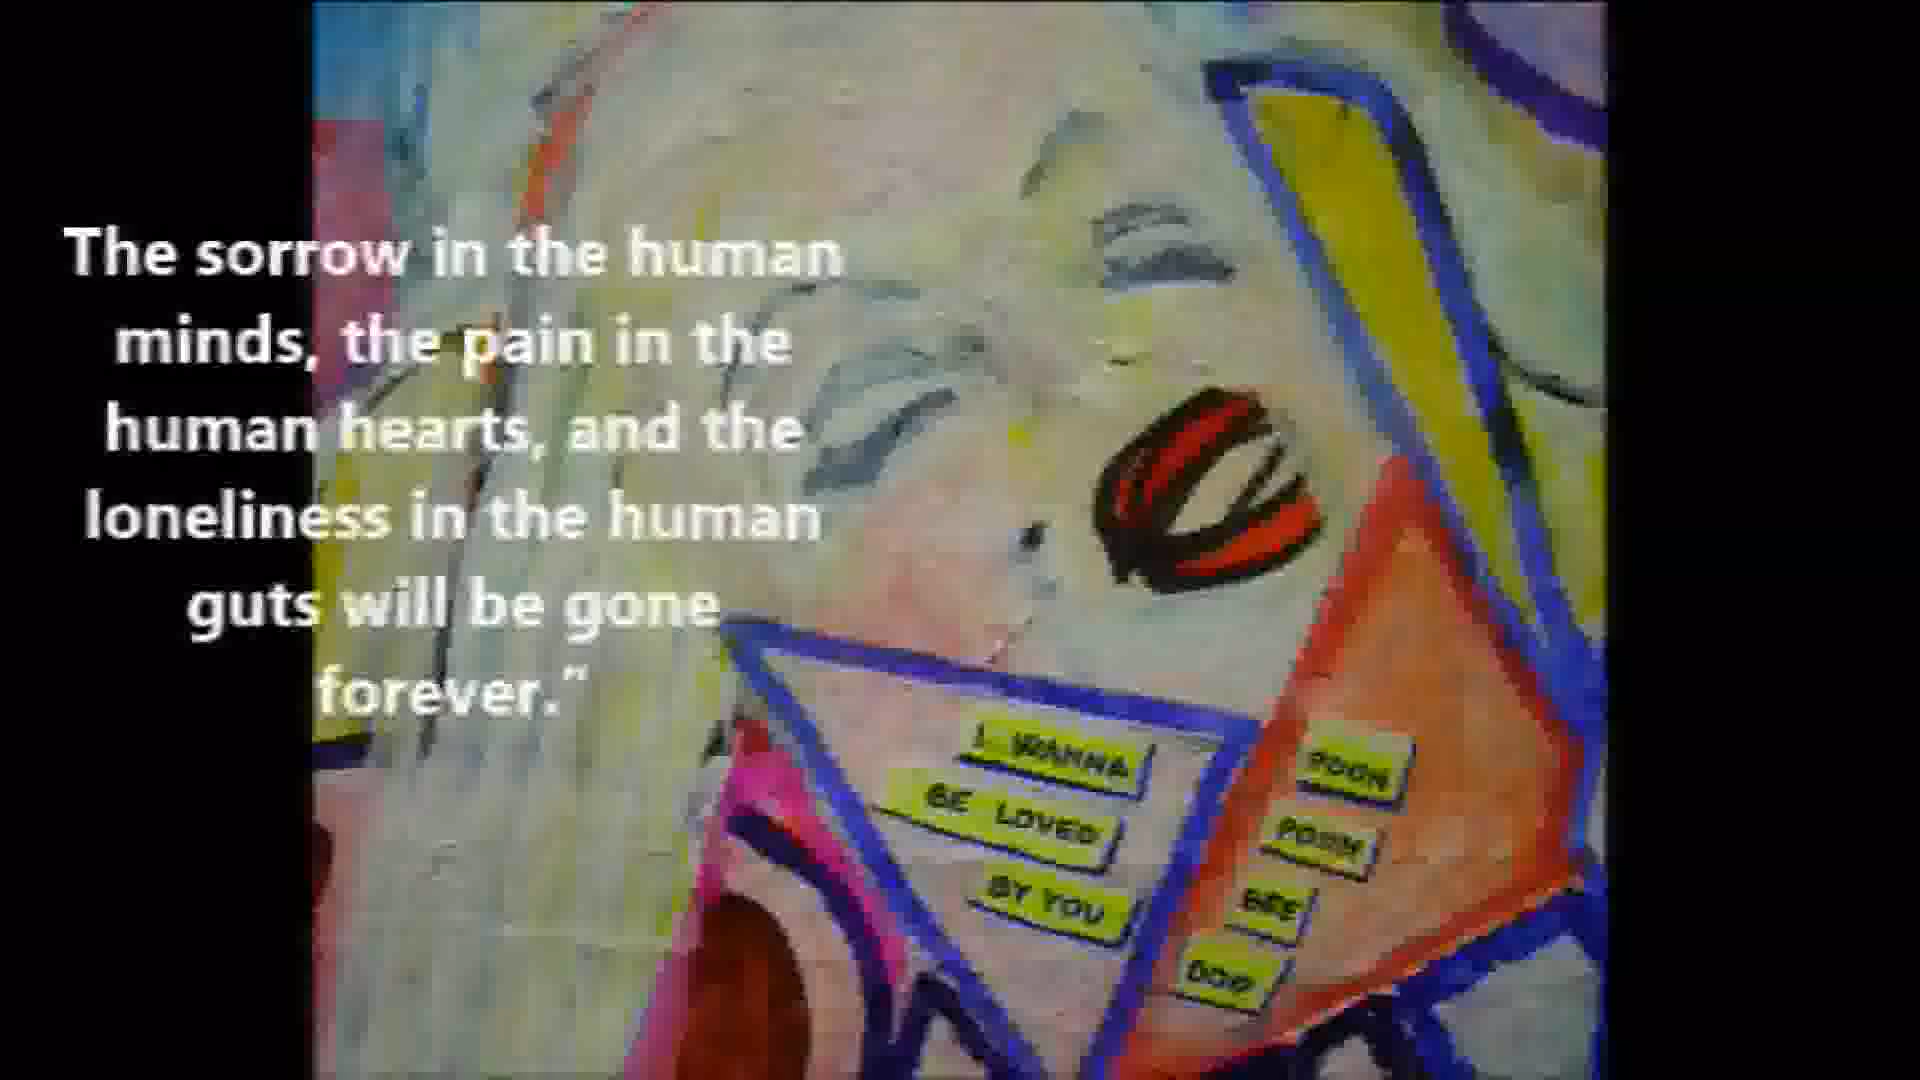 The sorrow in the human
minds, the pain in the
human hearts, and the
loneliness in the human
guts will be gone
forever.”
I WANNA
BE LOVED
BY YOU
POOH
POOH
BEE
DOO